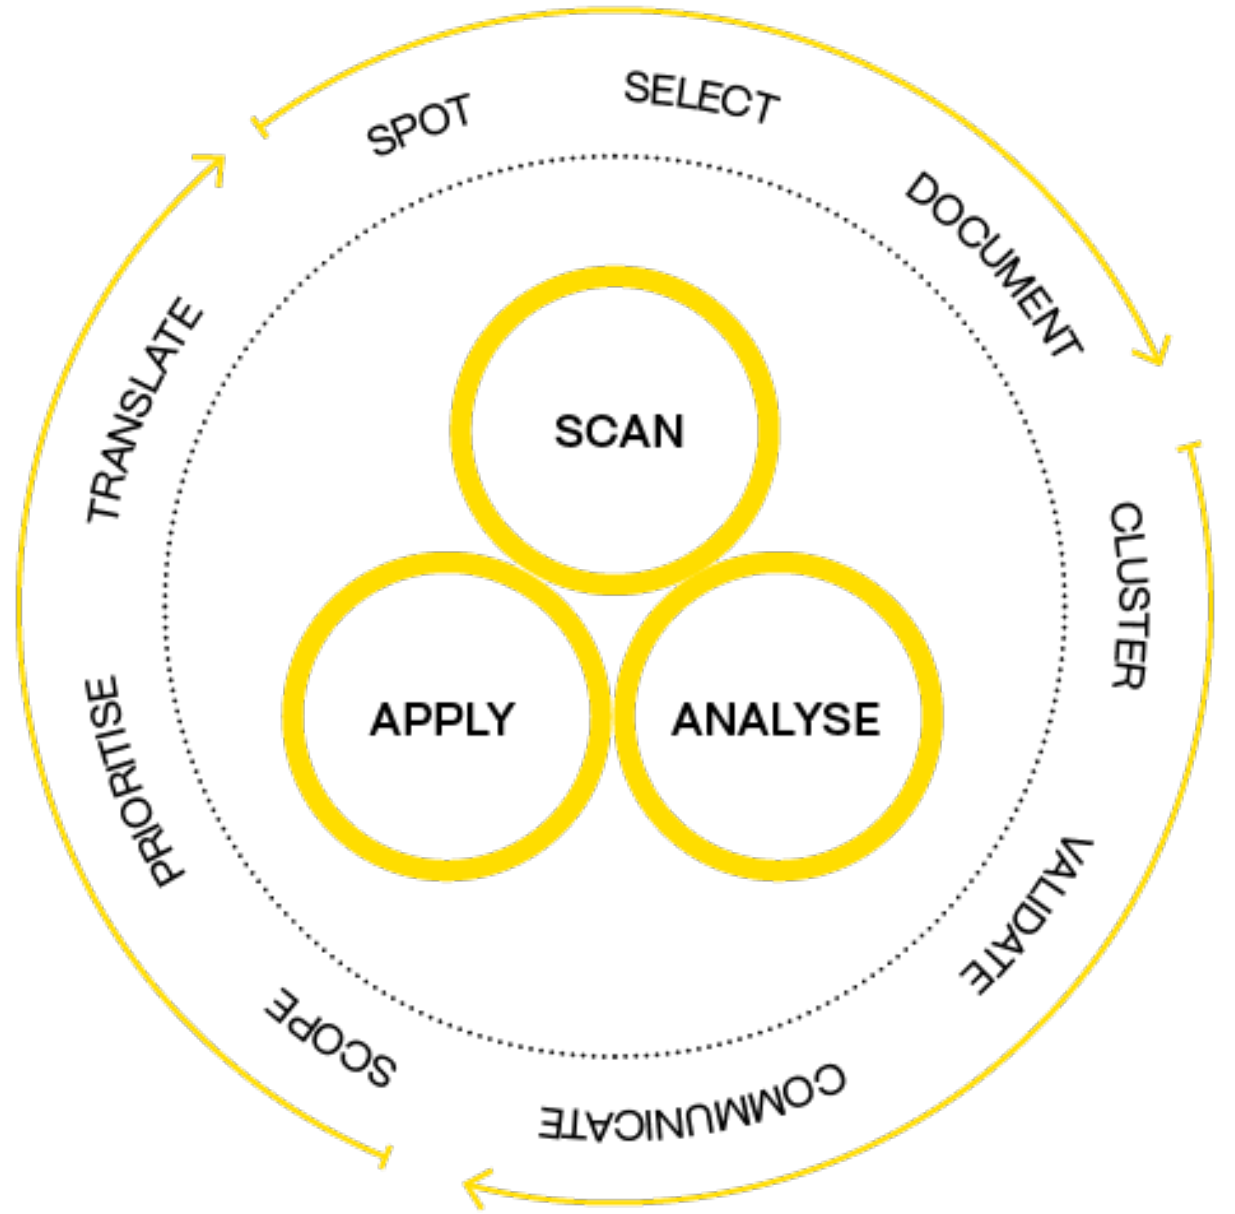 SPOT
SELECT
DOCUMENT
CLUSTER
VALIDATE
COMMUNICATE
SCOPE
PRIORITISE
TRANSLATE
SCAN
APPLY
ANALYSE